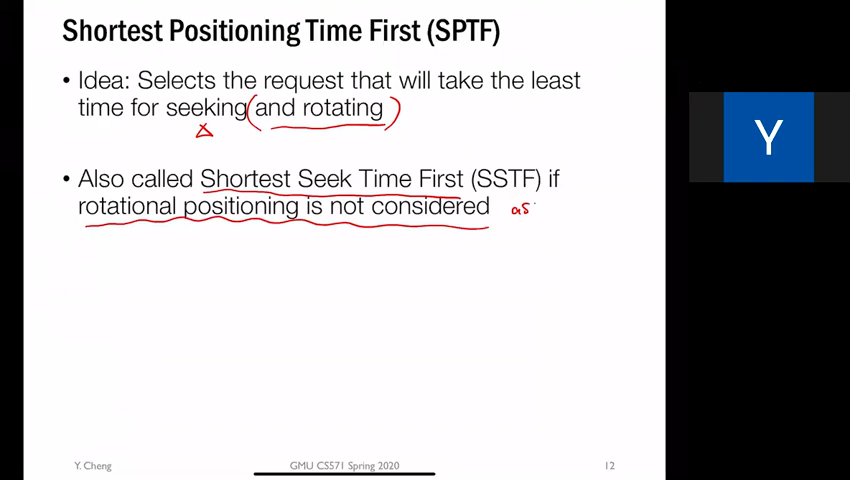 Shortest Positioning Time First (SPTF)
• Idea: Selects the request that will take the least
time for seeking (and rotating)
• Also called Shortest Seek Time First (SSTF) if
rotational positioning is not considered as
Y. Cheng
GMU CS571 Spring 2020
12
Y